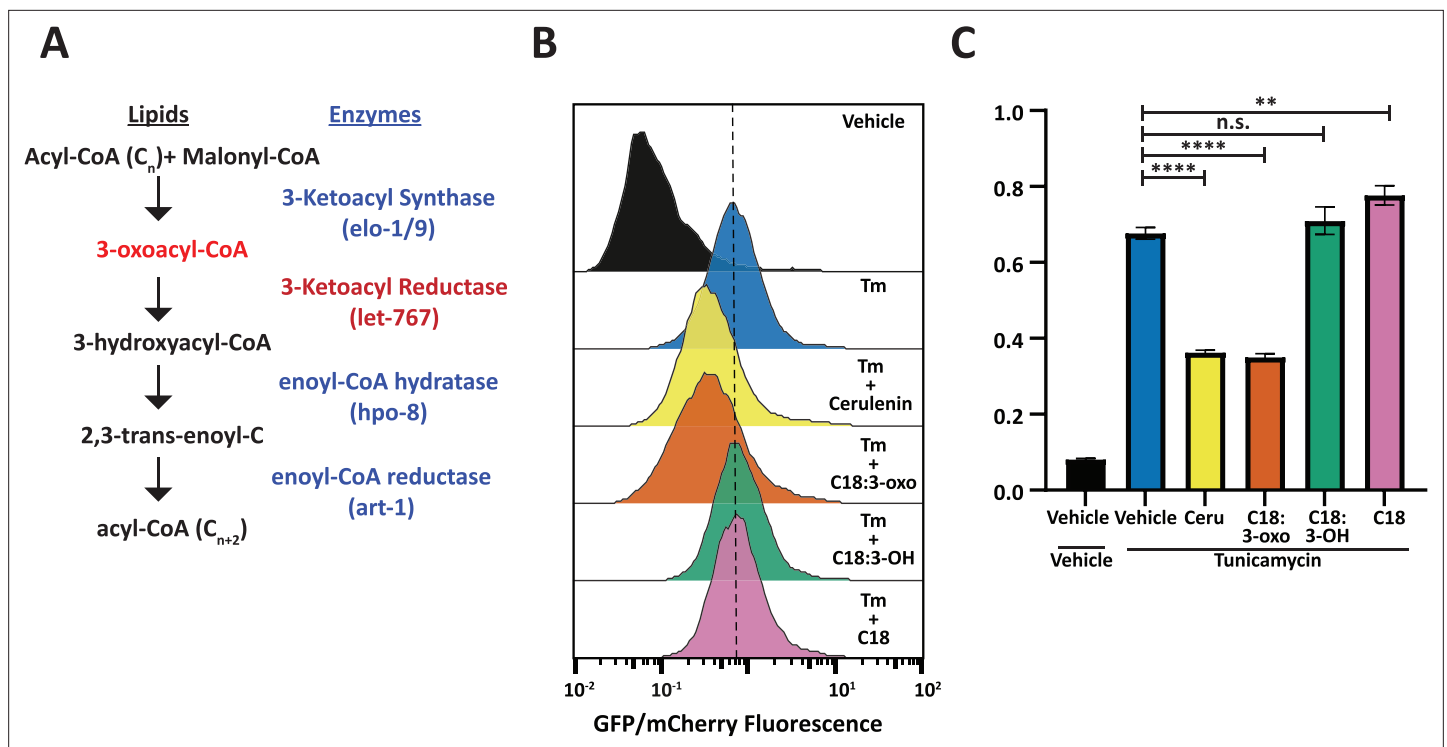 A
Lipids
Enzymes
Acyl-CoA (Cn)+ Malonyl-CoA
3-Ketoacyl Synthase
(elo-1/9)
3-oxoacyl-CoA
3-Ketoacyl Reductase
(let-767)
3-hydroxyacyl-CoA
enoyl-CoA hydratase
(hpo-8)
2,3-trans-enoyl-C
enoyl-CoA reductase
(art-1)
acyl-CoA (Cn+2)
B
Vehicle
Tm
Tm
+
Cerulenin
Tm
+
C18:3-oxo
Tm
+
C18:3-OH
Tm
+
C18
10-2
10-1
101
102
GFP/mCherry Fluorescence
C
1.0
0.8
0.6
0.4
0.2
0.0
**
n.s.
****
****
Vehicle
Vehicle
Ceru
C18:
3-oxo
C18:
3-OH
C18
Vehicle
Tunicamycin